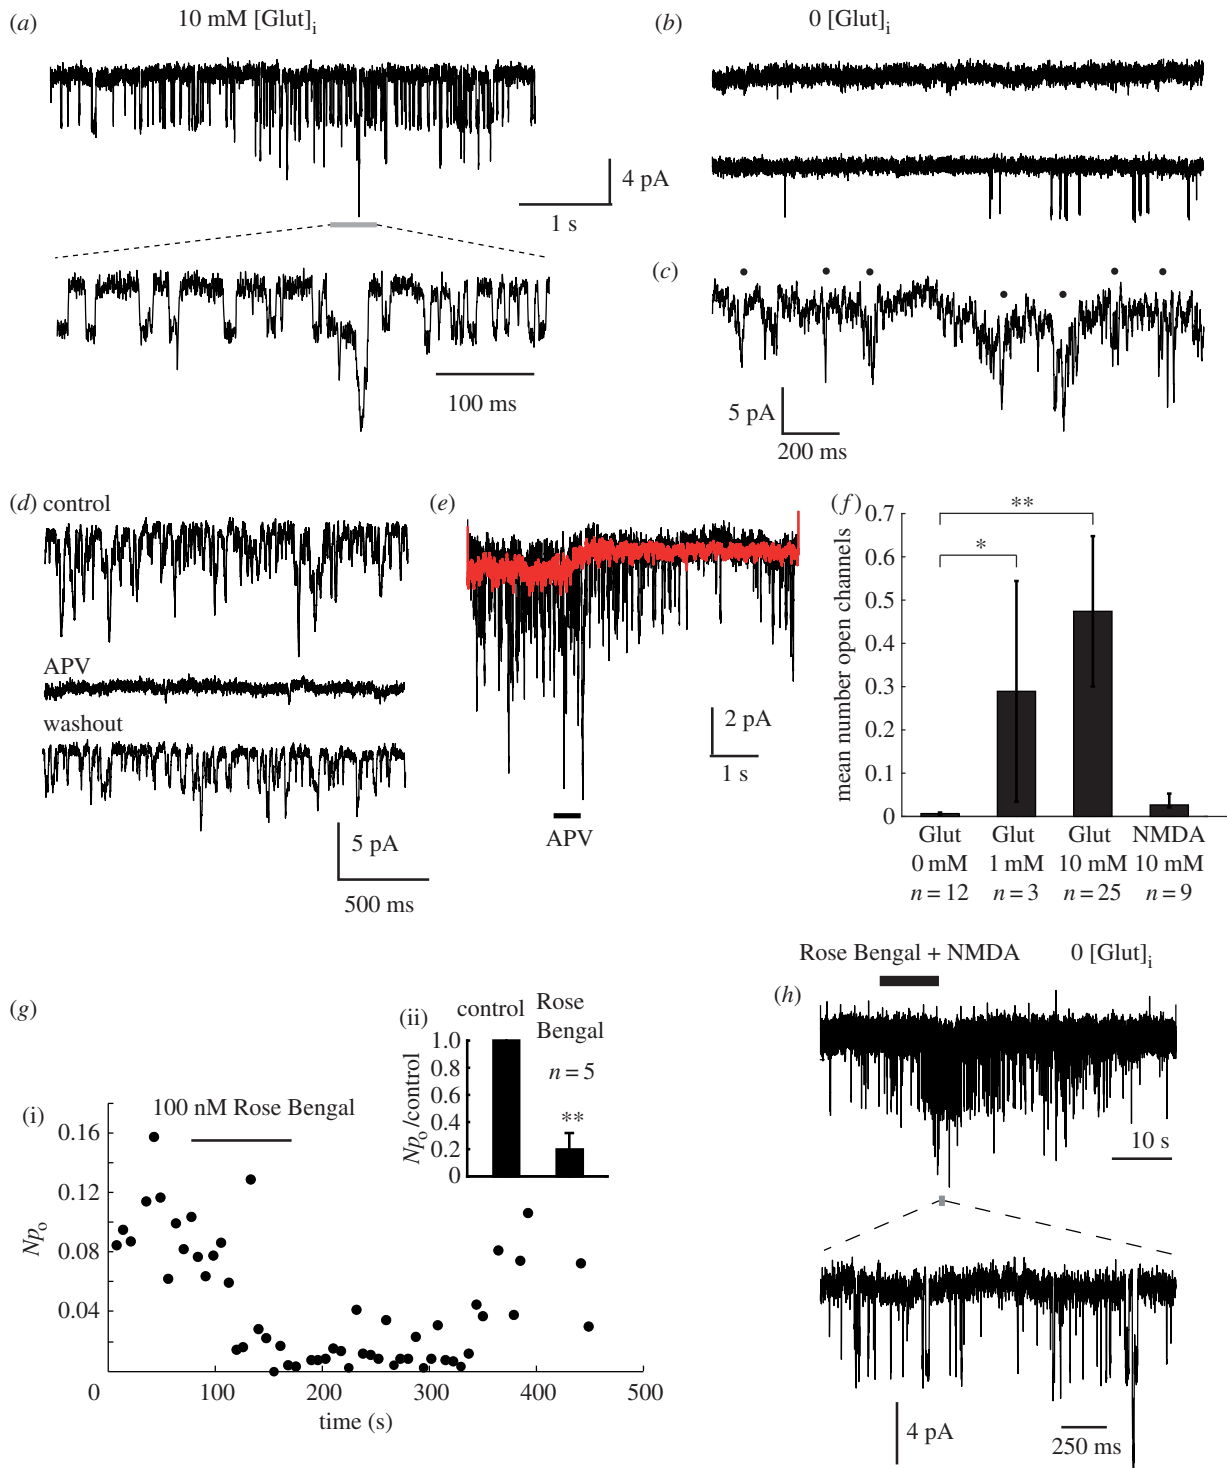 (a) 10 mM [Glut]i
4 pA
1 s
100 ms
(b) 0 [Glut]i
(c)
5 pA
200 ms
(d) control
APV
washout
5 pA
500 ms
(e)
2 pA
1 s
APV
(f)
**
*
mean number open channels
0.7
0.6
0.5
0.4
0.3
0.2
0.1
0
Glut Glut Glut NMDA
0 mM 1 mM 10 mM 10 mM
n = 12 n = 3 n = 25 n = 9
(g)
(i)
100 nM Rose Bengal
Npo
0.16
0.12
0.08
0.04
0 100 200 300 400 500
time (s)
(ii)
control Rose
Bengal
n = 5
**
Npo/control
1.0
0.8
0.6
0.4
0.2
0
(h)
Rose Bengal + NMDA 0 [Glut]i
10 s
4 pA
250 ms